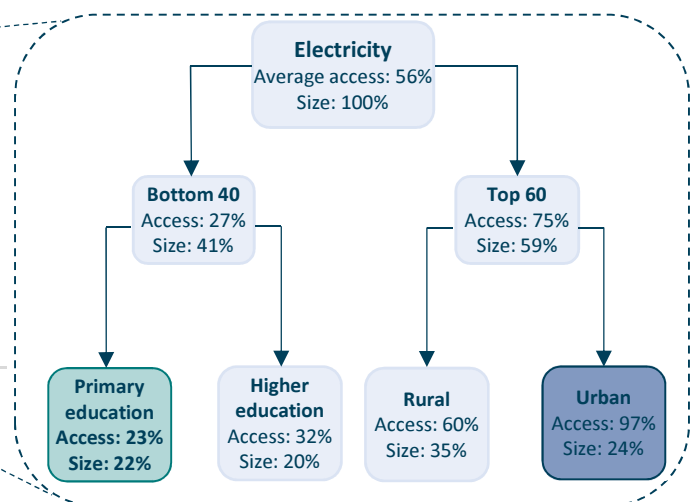 Electricity
Average access: 56%
Size: 100%
Bottom 40
Access: 27%
Size: 41%
Top 60
Access: 75%
Size: 59%
Primary
education
Access: 23%
Size: 22%
Higher
education
Access: 32%
Size: 20%
Rural
Access: 60%
Size: 35%
Urban
Access: 97%
Size: 24%